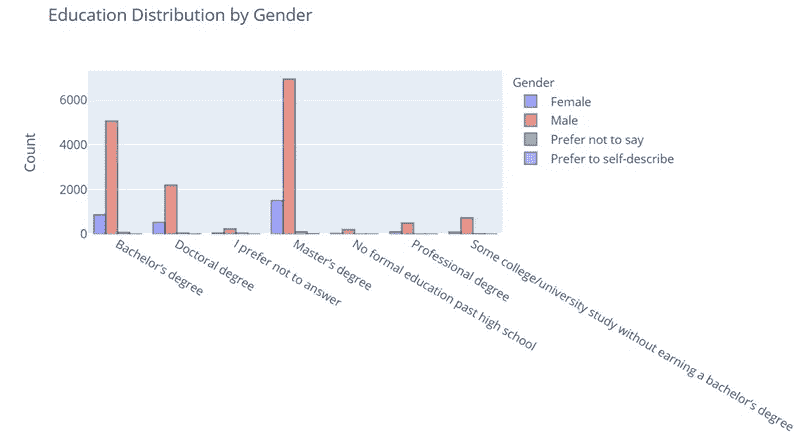 Education Distribution by Gender
Gender
Female
Male
Prefer not to say
Prefer to self-describe
Count
6000
4000
2000
0
Bachelor's degree
Doctoral degree
I prefer not to answer
Master's degree
No formal education past high school
Professional degree
Some college/university study without earning a bachelor's degree